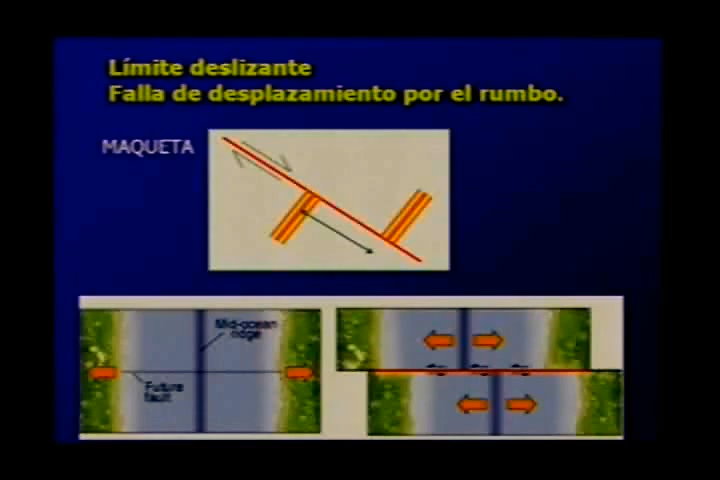 Límite deslizante
Falla de desplazamiento por el rumbo.
MAQUETA
Mid-ocean
ridge
Future
fault